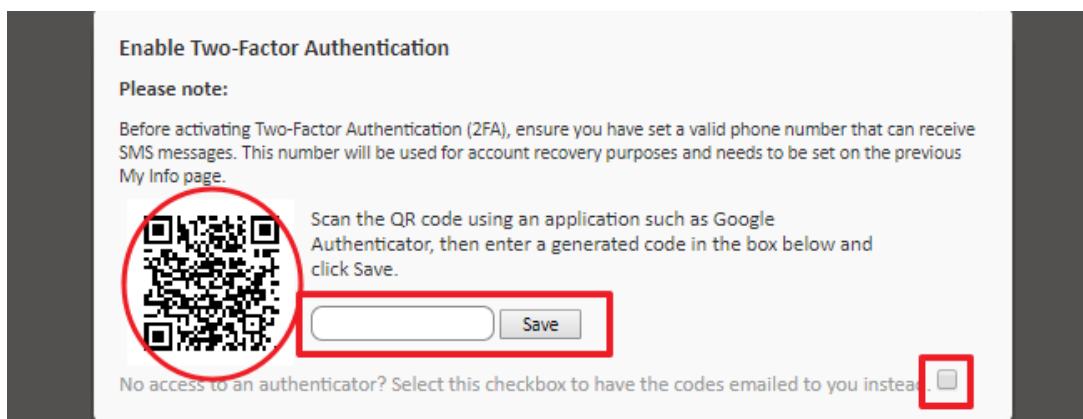 Enable Two-Factor Authentication
Please note:
Before activating Two-Factor Authentication (2FA), ensure you have set a valid phone number that can receive
SMS messages. This number will be used for account recovery purposes and needs to be set on the previous
My Info page.
Scan the QR code using an application such as Google
Authenticator, then enter a generated code in the box below and
click Save.
Save
No access to an authenticator? Select this checkbox to have the codes emailed to you instead.